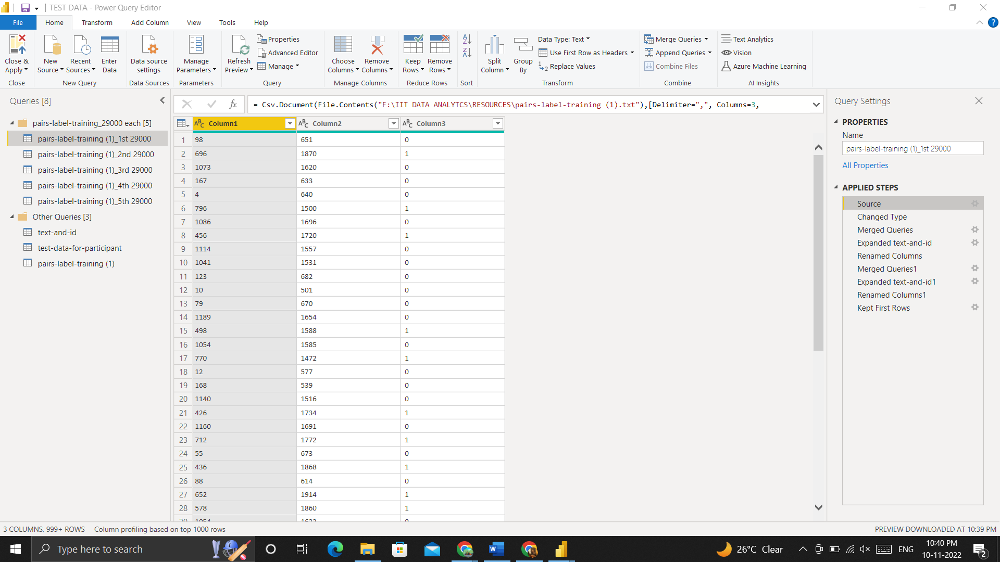 TEST DATA - Power Query Editor
File Home Transform Add Column View Tools Help
Close & Apply
New Source
Recent Sources
Enter Data
Data source settings
Manage Parameters
Refresh Preview
Properties
Advanced Editor
Manage
Choose Columns
Remove Columns
Keep Rows
Remove Rows
Split Column
Group By
Data Type: Text
Use First Row as Headers
Replace Values
Merge Queries
Append Queries
Combine Files
Text Analytics
Vision
Azure Machine Learning
Close New Query Data Sources Parameters Query Manage Columns Reduce Rows Sort Transform Combine AI Insights
Queries [8]
pairs-label-training_29000 each [5]
pairs-label-training (1)_1st 29000
pairs-label-training (1)_2nd 29000
pairs-label-training (1)_3rd 29000
pairs-label-training (1)_4th 29000
pairs-label-training (1)_5th 29000
Other Queries [3]
text-and-id
test-data-for-participant
pairs-label-training (1)
fx = Csv.Document(File.Contents("F:\IIT DATA ANALYTCS\RESOURCES\pairs-label-training (1).txt"),[Delimiter=",", Columns=3,
ABC Column1 ABC Column2 ABC Column3
1 98 651 0
2 696 1870 1
3 1073 1620 0
4 167 633 0
5 4 640 0
6 796 1500 1
7 1086 1696 0
8 456 1720 1
9 1114 1557 0
10 1041 1531 0
11 123 682 0
12 10 501 0
13 79 670 0
14 1189 1654 0
15 498 1588 1
16 1054 1585 0
17 770 1472 1
18 12 577 0
19 168 539 0
20 1140 1516 0
21 426 1734 1
22 1160 1691 0
23 712 1772 1
24 55 673 0
25 436 1868 1
26 88 614 0
27 652 1914 1
28 578 1860 1
Query Settings
PROPERTIES
Name
pairs-label-training (1)_1st 29000
All Properties
APPLIED STEPS
Source
Changed Type
Merged Queries
Expanded text-and-id
Renamed Columns
Merged Queries1
Expanded text-and-id1
Renamed Columns1
Kept First Rows
3 COLUMNS, 999+ ROWS Column profiling based on top 1000 rows
PREVIEW DOWNLOADED AT 10:39 PM
Type here to search
26°C Clear
ENG
10:40 PM
10-11-2022
2